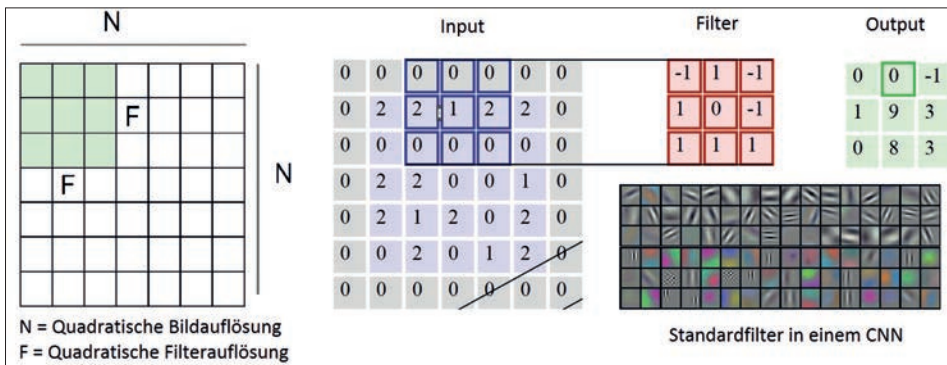 N
F
F
N
N = Quadratische Bildauflösung
F = Quadratische Filterauflösung
Input
0 0 0 0 0 0 0
0 2 2 1 2 2 0
0 0 0 0 0 0 0
0 2 2 0 0 1 0
0 2 1 2 0 2 0
0 0 2 0 1 2 0
0 0 0 0 0 0 0
Filter
-1 1 -1
1 0 -1
1 1 1
Output
0 0 -1
1 9 3
0 8 3
Standardfilter in einem CNN